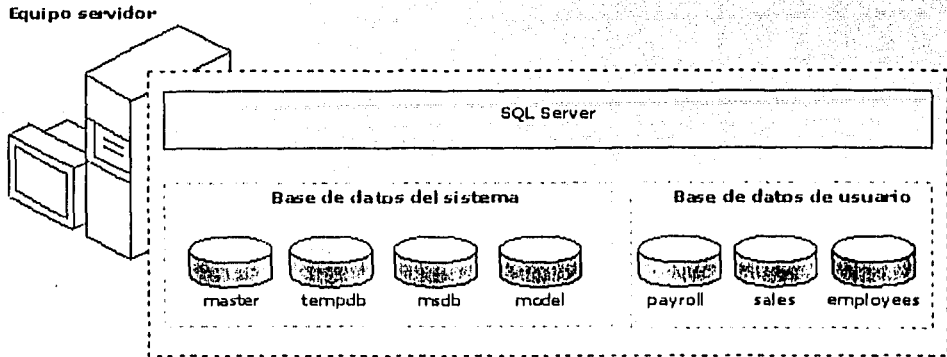 Equipo servidor
SQL Server
Base de datos del sistema
Base de datos de usuario
master
tempdb
msdb
model
payroll
sales
employees